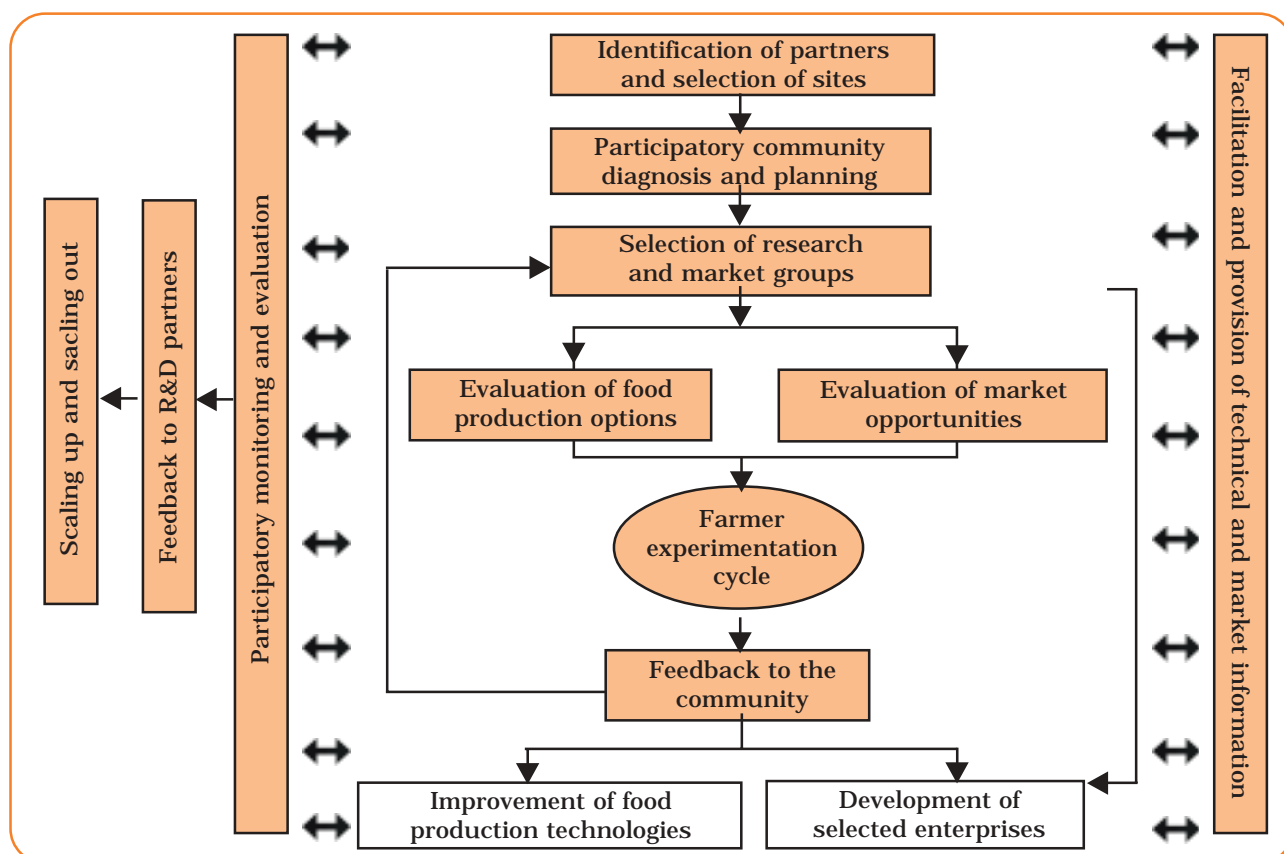 Identification of partners
and selection of sites
Participatory community
diagnosis and planning
Selection of research
and market groups
Evaluation of food
production options
Evaluation of market
opportunities
Farmer
experimentation
cycle
Feedback to the
community
Improvement of food
production technologies
Development of
selected enterprises
Scaling up and sacling out
Feedback to R&D partners
Participatory monitoring and evaluation
Facilitation and provision of technical and market information